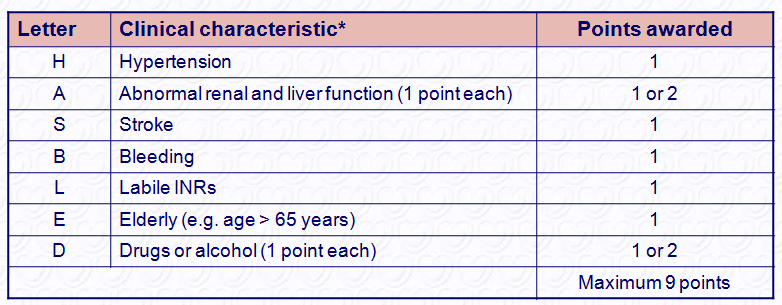 Letter Clinical characteristic* Points awarded
H Hypertension 1
A Abnormal renal and liver function (1 point each) 1 or 2
S Stroke 1
B Bleeding 1
L Labile INRs 1
E Elderly (e.g. age > 65 years) 1
D Drugs or alcohol (1 point each) 1 or 2
Maximum 9 points